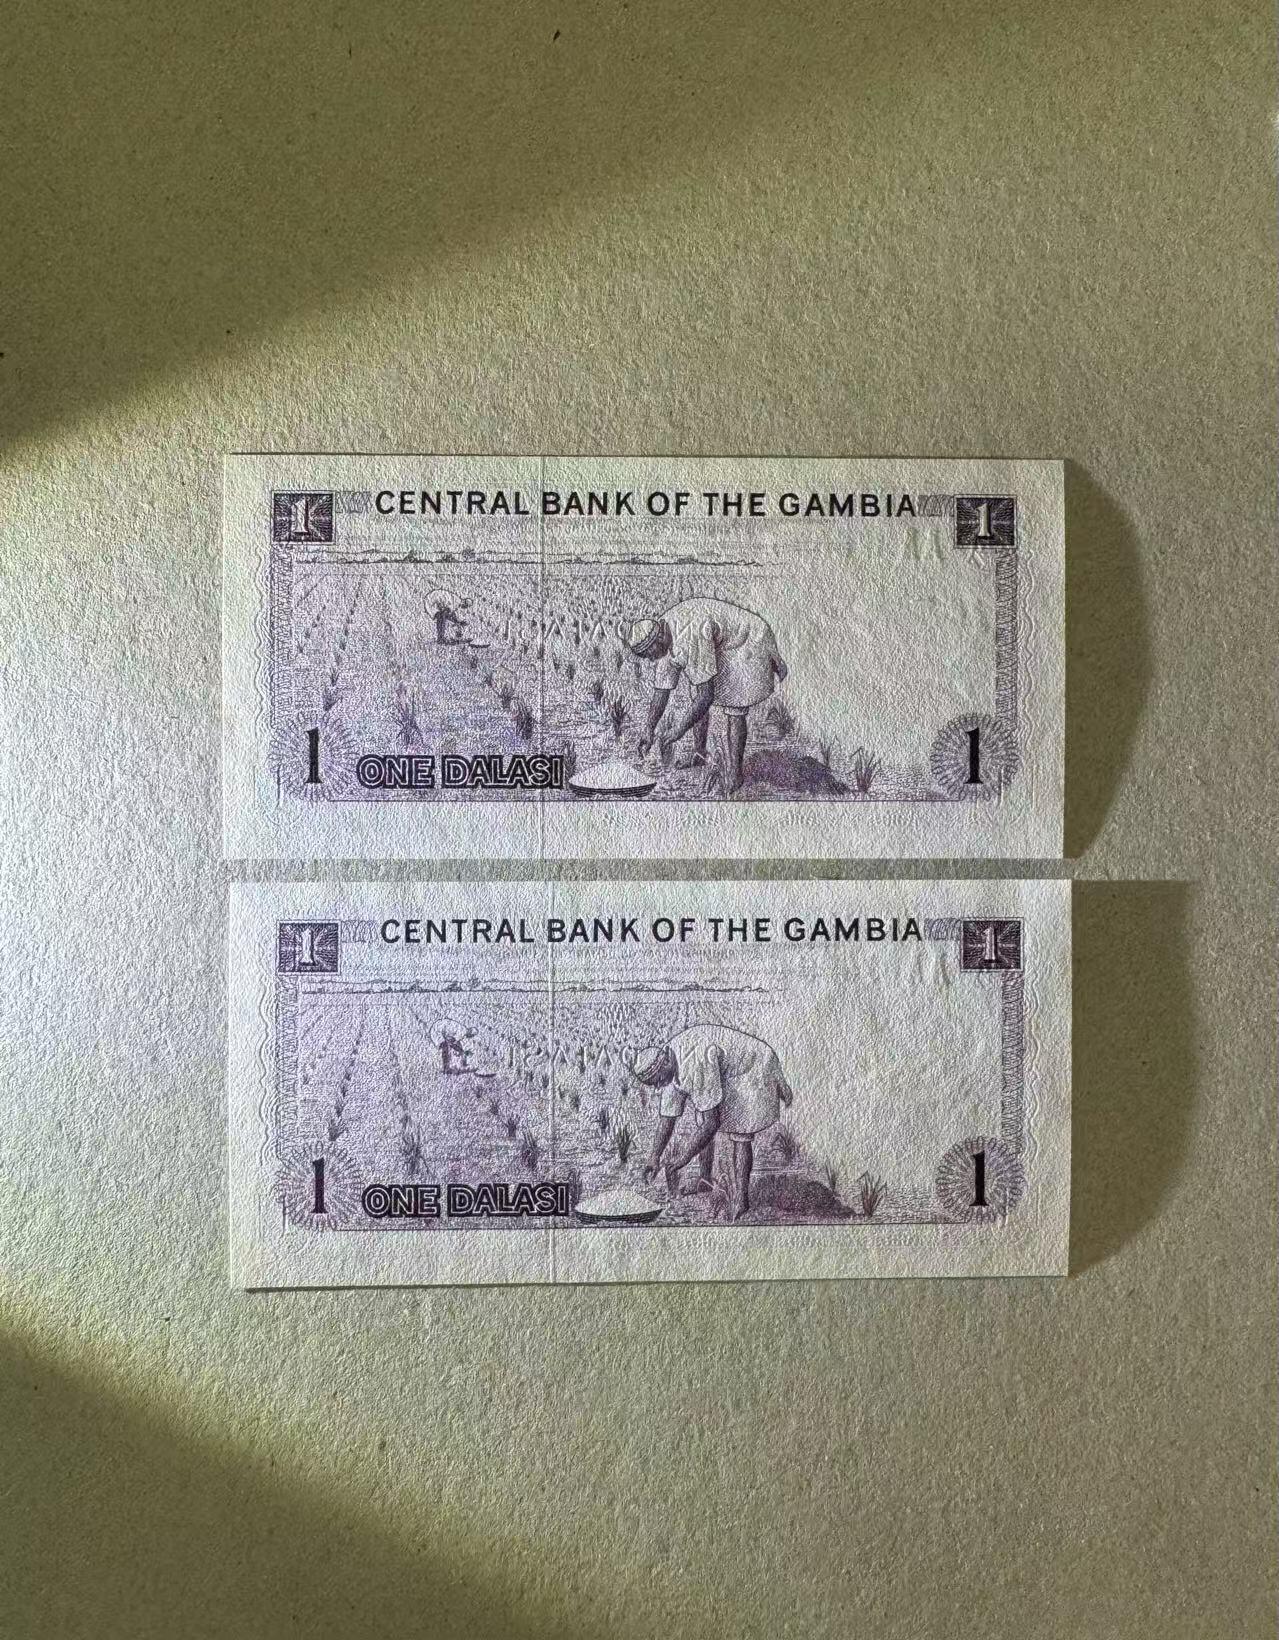 1 CENTRAL BANK OF THE GAMBIA 1
1 ONE DALASI 1
1 CENTRAL BANK OF THE GAMBIA 1
1 ONE DALASI 1